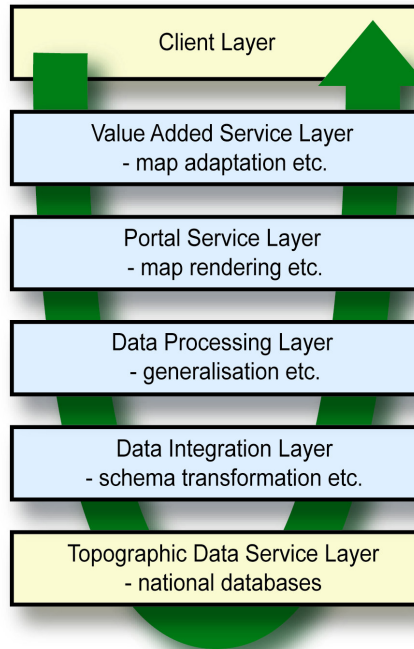 Client Layer
Value Added Service Layer
- map adaptation etc.
Portal Service Layer
- map rendering etc.
Data Processing Layer
- generalisation etc.
Data Integration Layer
- schema transformation etc.
Topographic Data Service Layer
- national databases